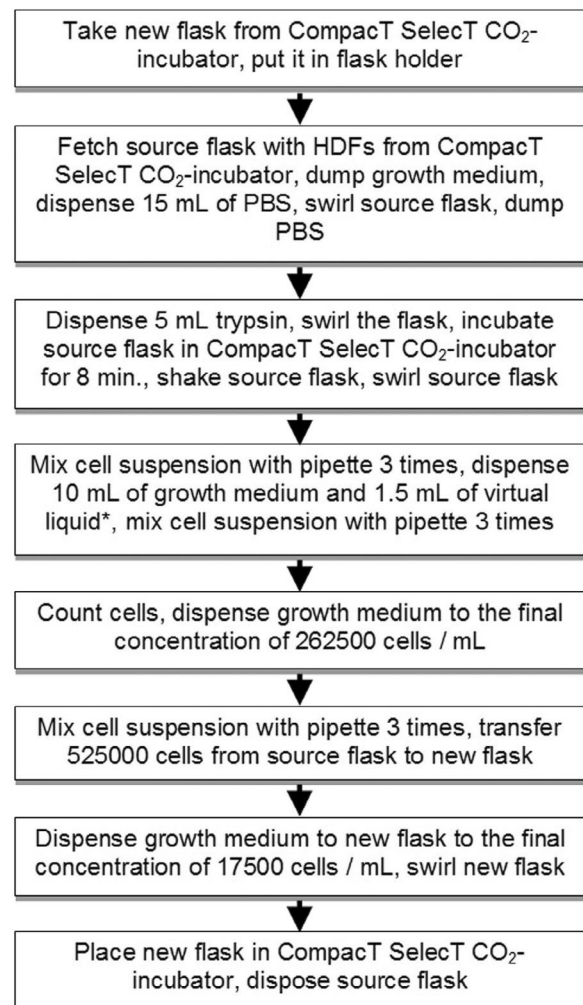 Take new flask from CompacT SelecT CO₂-
incubator, put it in flask holder
Fetch source flask with HDFs from CompacT
SelecT CO₂-incubator, dump growth medium,
dispense 15 mL of PBS, swirl source flask, dump
PBS
Dispense 5 mL trypsin, swirl the flask, incubate
source flask in CompacT SelecT CO₂-incubator
for 8 min., shake source flask, swirl source flask
Mix cell suspension with pipette 3 times, dispense
10 mL of growth medium and 1.5 mL of virtual
liquid*, mix cell suspension with pipette 3 times
Count cells, dispense growth medium to the final
concentration of 262500 cells / mL
Mix cell suspension with pipette 3 times, transfer
525000 cells from source flask to new flask
Dispense growth medium to new flask to the final
concentration of 17500 cells / mL, swirl new flask
Place new flask in CompacT SelecT CO₂-
incubator, dispose source flask